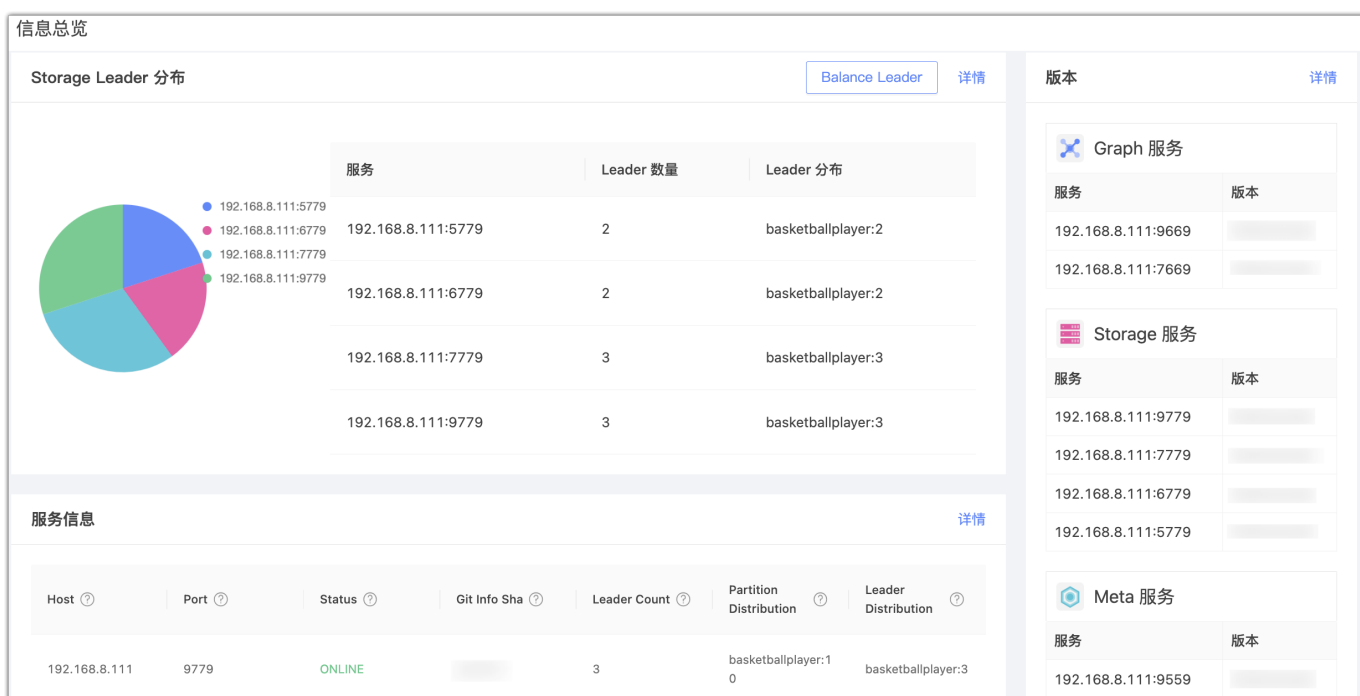 信息总览
Storage Leader 分布
Balance Leader
详情
192.168.8.111:5779
192.168.8.111:6779
192.168.8.111:7779
192.168.8.111:9779
服务 Leader 数量 Leader 分布
192.168.8.111:5779 2 basketballplayer:2
192.168.8.111:6779 2 basketballplayer:2
192.168.8.111:7779 3 basketballplayer:3
192.168.8.111:9779 3 basketballplayer:3
服务信息
详情
Host Port Status Git Info Sha Leader Count Partition Distribution Leader Distribution
192.168.8.111 9779 ONLINE 3 basketballplayer:10 basketballplayer:3
版本
详情
Graph 服务
服务 版本
192.168.8.111:9669
192.168.8.111:7669
Storage 服务
服务 版本
192.168.8.111:9779
192.168.8.111:7779
192.168.8.111:6779
192.168.8.111:5779
Meta 服务
服务 版本
192.168.8.111:9559